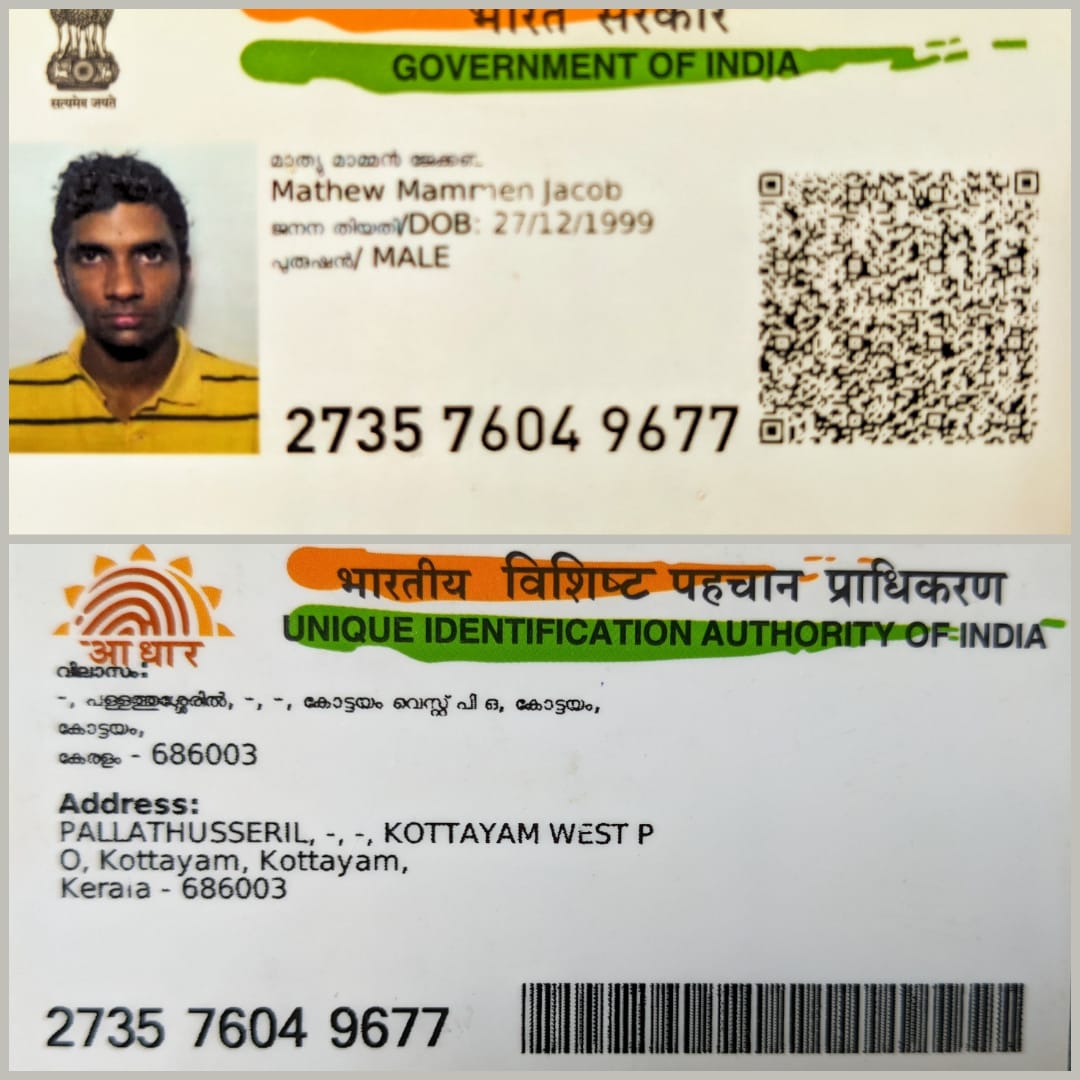 भारत सरकार
GOVERNMENT OF INDIA
सत्यमेव जयते
മാത്യു മാമ്മൻ ജേക്കബ്
Mathew Mammen Jacob
ജനന തിയതി/DOB: 27/12/1999
പുരുഷൻ/ MALE
2735 7604 9677
भारतीय विशिष्ट पहचान प्राधिकरण
UNIQUE IDENTIFICATION AUTHORITY OF INDIA
आधार
വിലാസം:
-, പള്ളത്തുശ്ശേരിൽ, -, -, കോട്ടയം വെസ്റ്റ് പി ഒ, കോട്ടയം,
കോട്ടയം,
കേരളം - 686003
Address:
PALLATHUSSERIL, -, -, KOTTAYAM WEST P
O, Kottayam, Kottayam,
Kerala - 686003
2735 7604 9677